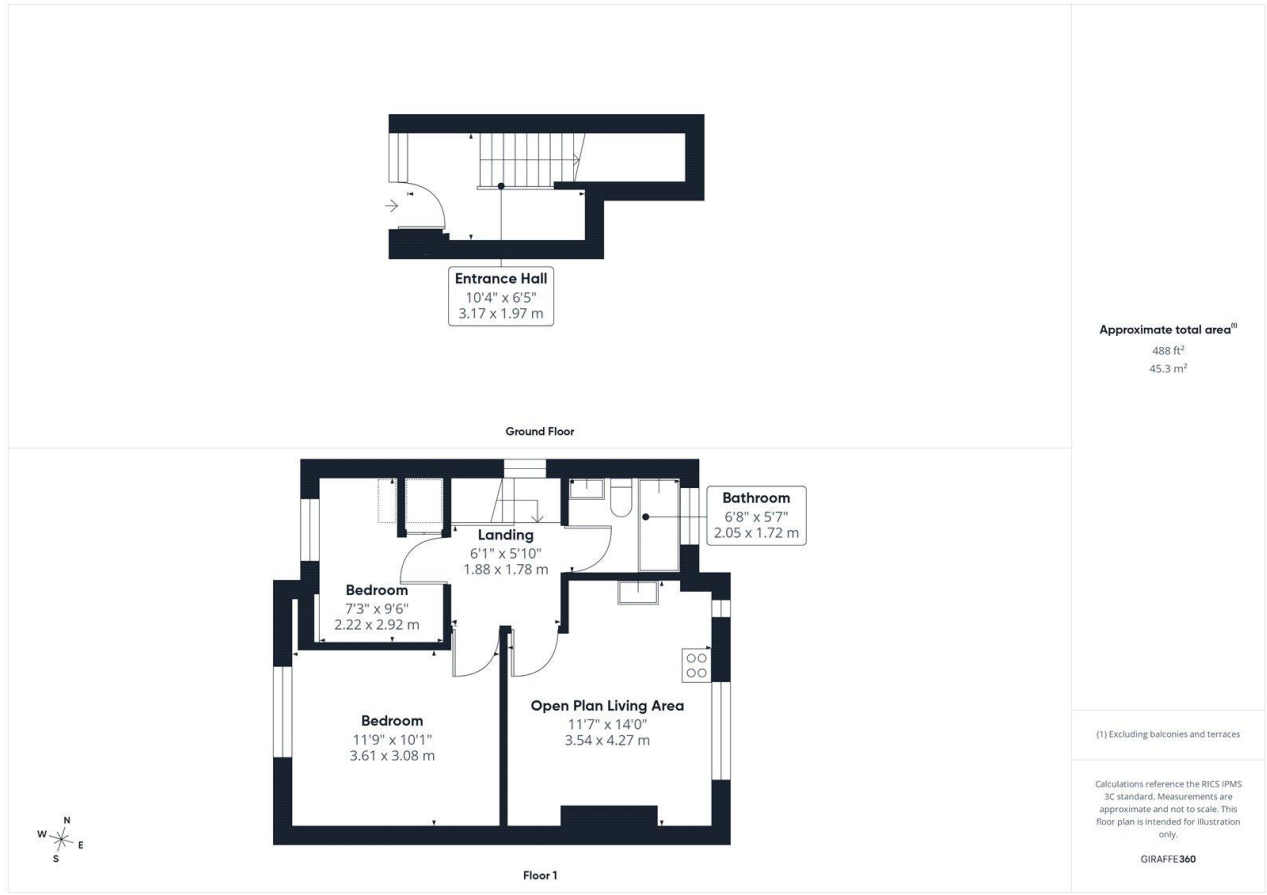 Entrance Hall
10'4" x 6'5"
3.17 x 1.97 m
Ground Floor
Approximate total area(1)
488 ft²
45.3 m²
Bathroom
6'8" x 5'7"
2.05 x 1.72 m
Landing
6'1" x 5'10"
1.88 x 1.78 m
Bedroom
7'3" x 9'6"
2.22 x 2.92 m
Open Plan Living Area
11'7" x 14'0"
3.54 x 4.27 m
Bedroom
11'9" x 10'1"
3.61 x 3.08 m
N
W
E
S
Floor 1
(1) Excluding balconies and terraces
Calculations reference the RICS IPMS
3C standard. Measurements are
approximate and not to scale. This
floor plan is intended for illustration
only.
GIRAFFE360